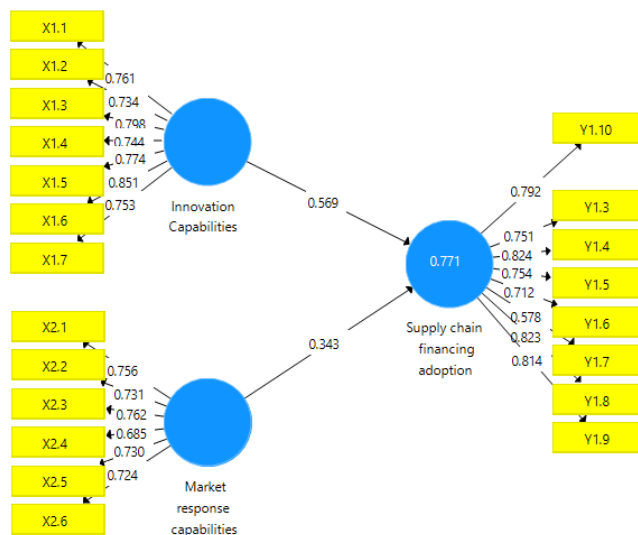 X1.1
X1.2
X1.3
X1.4
X1.5
X1.6
X1.7
0.761
0.734
0.798
0.744
0.774
0.851
0.753
Innovation
Capabilities
0.569
X2.1
X2.2
X2.3
X2.4
X2.5
X2.6
0.756
0.731
0.762
0.685
0.730
0.724
Market
response
capabilities
0.343
0.771
Supply chain
financing
adoption
0.792
0.751
0.824
0.754
0.712
0.578
0.823
0.814
Y1.10
Y1.3
Y1.4
Y1.5
Y1.6
Y1.7
Y1.8
Y1.9